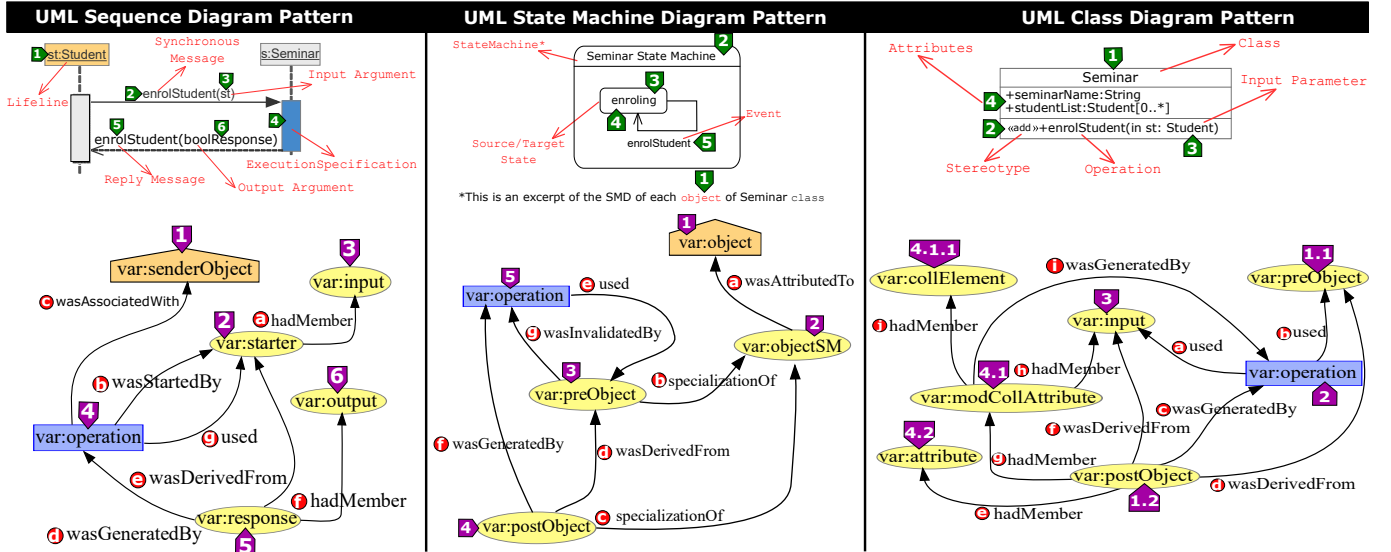 UML Sequence Diagram Pattern
1 st:Student
s:Seminar
Synchronous
Message
Input Argument
3
2 enrolStudent(st)
Lifeline
4
5
6
enrolStudent(boolResponse)
ExecutionSpecification
Reply Message
Output Argument
1
var:senderObject
3
var:input
c wasAssociatedWith
a hadMember
2
var:starter
b wasStartedBy
6
var:output
4
var:operation
g used
e wasDerivedFrom
f hadMember
var:response
d wasGeneratedBy
5
UML State Machine Diagram Pattern
StateMachine*
2
Seminar State Machine
3
enroling
4
Event
enrolStudent 5
Source/Target
State
1
*This is an excerpt of the SMD of each object of Seminar class
1
var:object
5
var:operation
e used
a wasAttributedTo
g wasInvalidatedBy
2
var:objectSM
3
b specializationOf
var:preObject
f wasGeneratedBy
d wasDerivedFrom
4 var:postObject
c specializationOf
UML Class Diagram Pattern
Attributes
Class
1
Seminar
Input Parameter
4 +seminarName:String
+studentList:Student[0..*]
2 «add»+enrolStudent(in st: Student)
3
Stereotype
Operation
4.1.1
var:collElement
i wasGeneratedBy
1.1
var:preObject
3
var:input
j hadMember
b used
a used
4.1
h hadMember
var:operation
2
var:modCollAttribute
c wasGeneratedBy
f wasDerivedFrom
4.2
var:attribute
g hadMember
var:postObject
1.2
d wasDerivedFrom
e hadMember